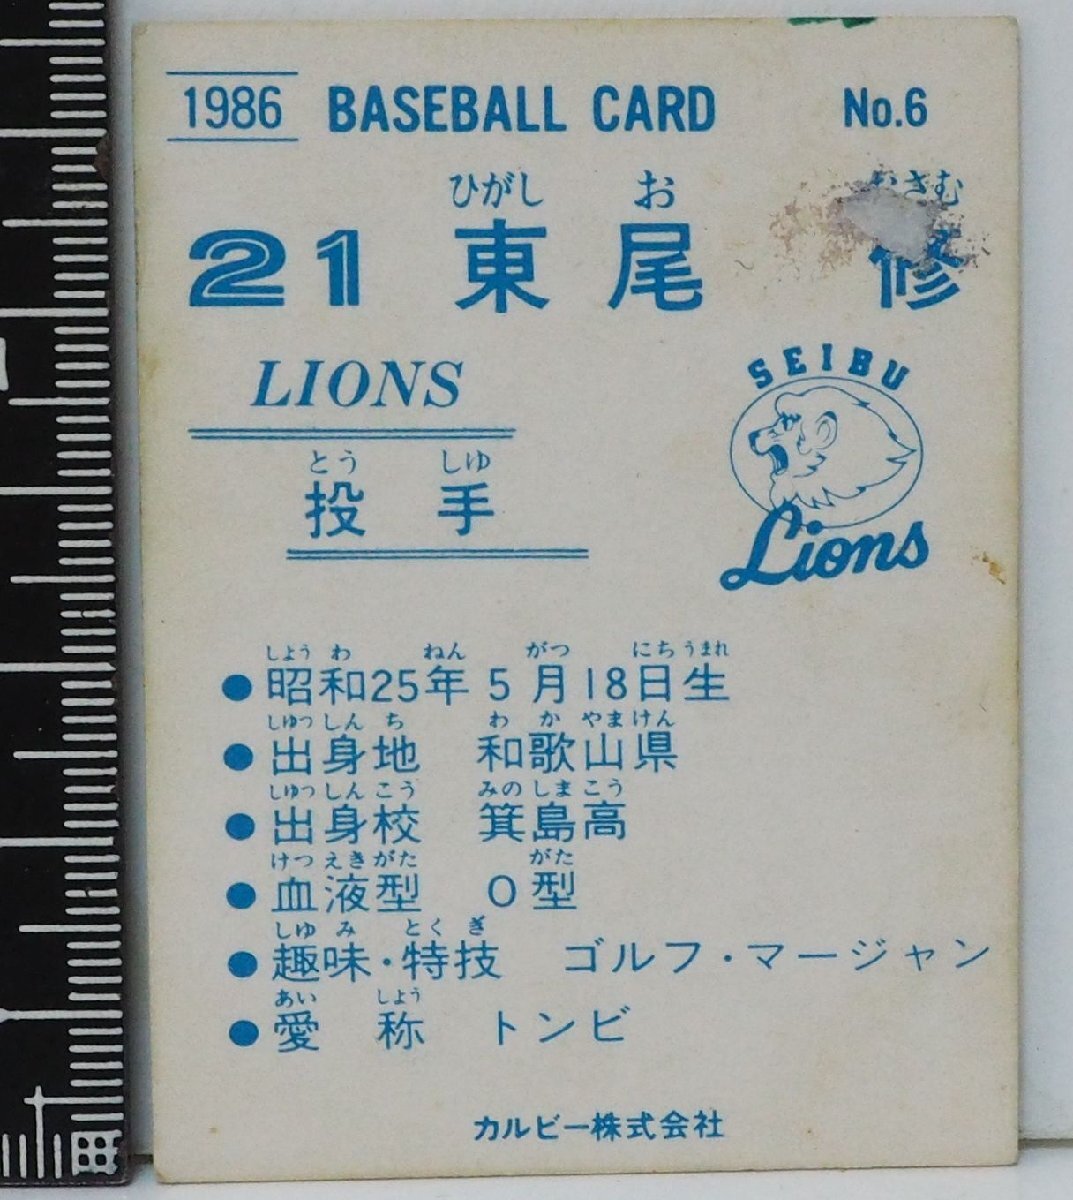 1986 BASEBALL CARD No.6
ひがし お さむ
21 東尾 修
SEIBU
LIONS
Lions
とう しゅ
投手
しょう わ ねん がつ にち うまれ
●昭和25年5月18日生
しゅっ しん ち わ か やま けん
●出身地 和歌山県
しゅっ しん こう みの しま こう
●出身校 箕島高
けつ えき がた がた
●血液型 O型
しゅ み とく ぎ
●趣味・特技 ゴルフ・マージャン
あい しょう
●愛称 トンビ
カルビー株式会社